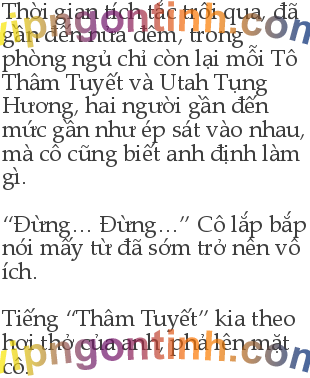 Thời gian tích tắc trôi qua, đã
gần đến nửa đêm, trong
phòng ngủ chỉ còn lại mỗi Tô
Thâm Tuyết và Utah Tụng
Hương, hai người gần đến
mức gần như ép sát vào nhau,
mà cô cũng biết anh định làm
gì.
“Đừng… Đừng…” Cô lắp bắp
nói mấy từ đã sớm trở nên vô
ích.
Tiếng “Thâm Tuyết” kia theo
hơi thở của anh, phả lên mặt
cô.
vipngontinh.com
vipngontinh.com